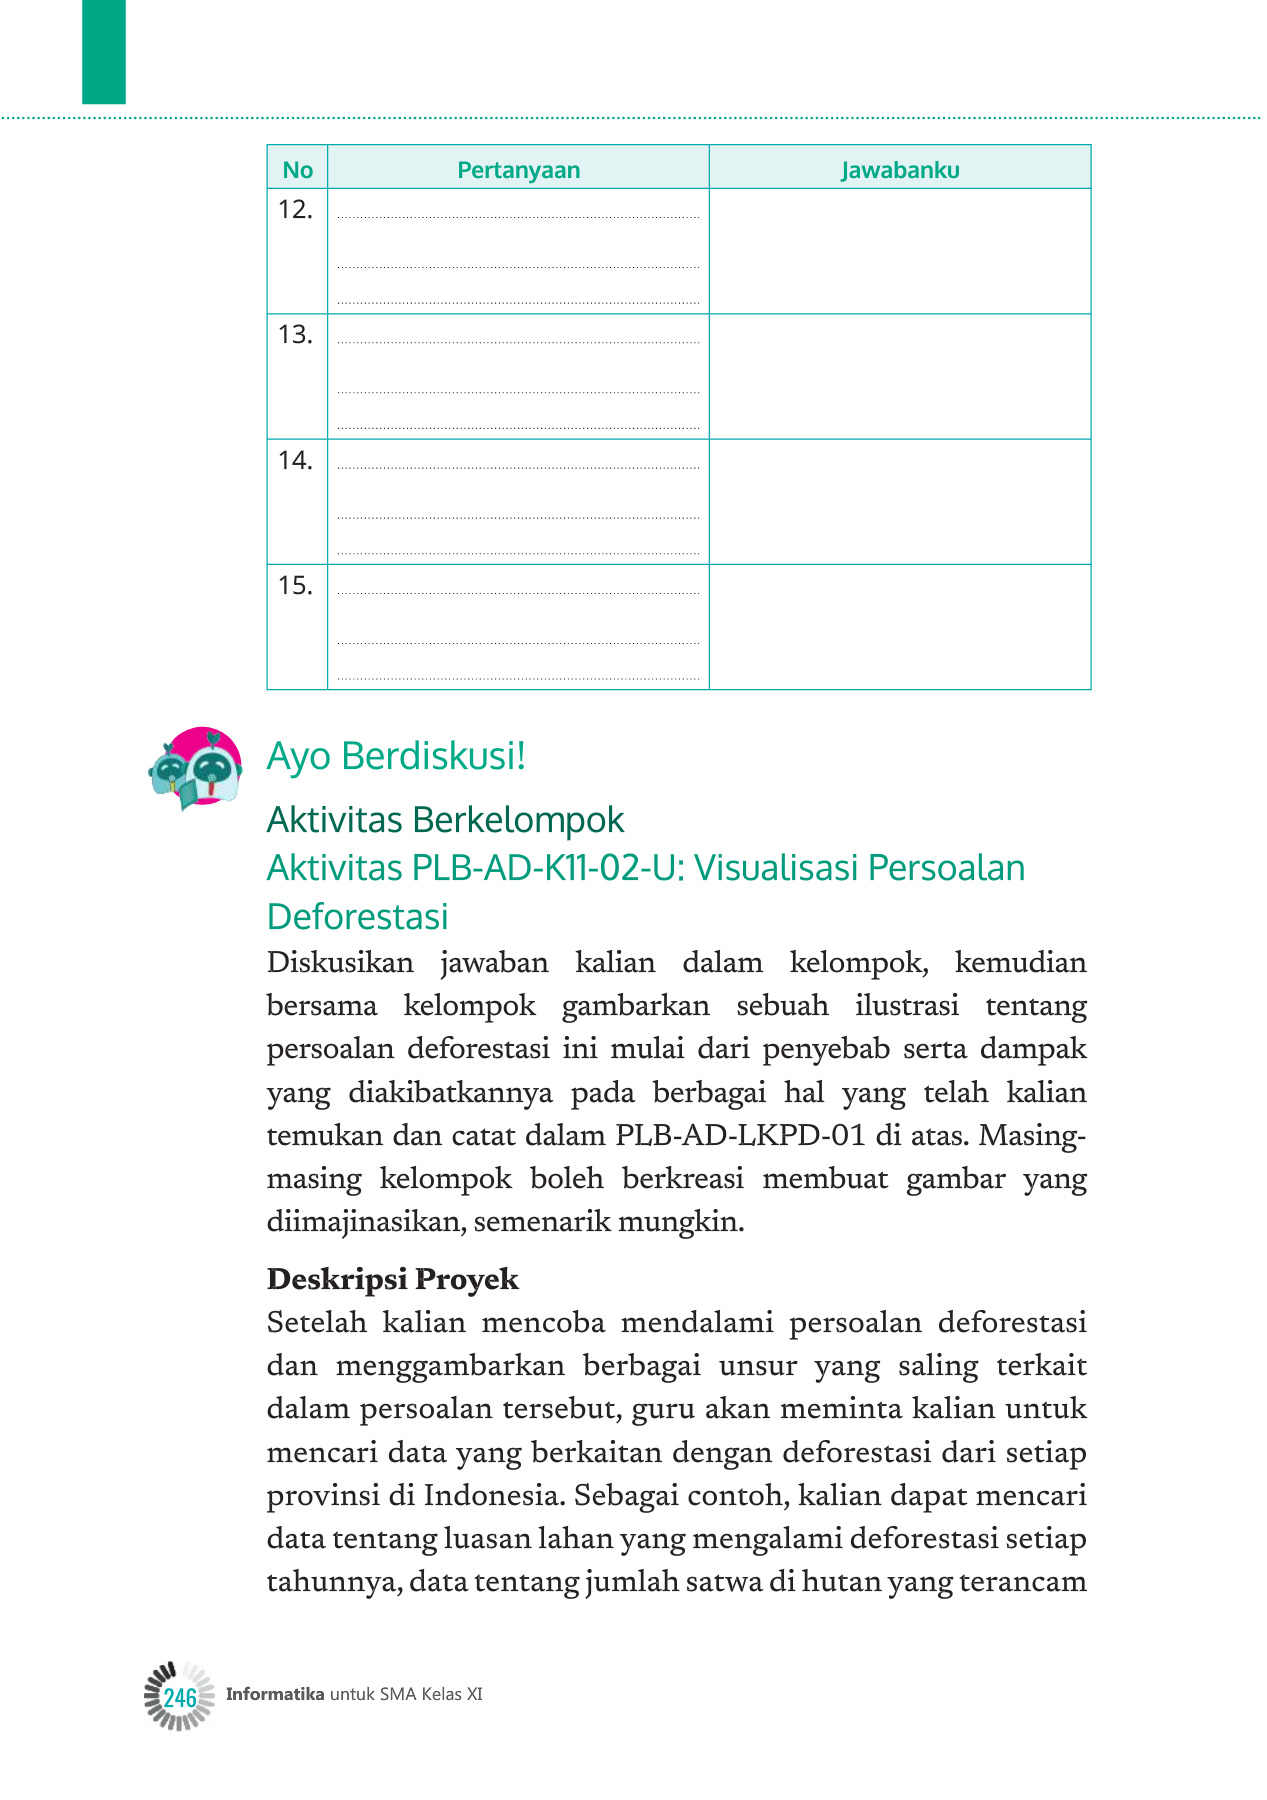 No Pertanyaan Jawabanku
12.
13.
14.
15.
Ayo Berdiskusi!
Aktivitas Berkelompok
Aktivitas PLB-AD-K11-02-U: Visualisasi Persoalan
Deforestasi
Diskusikan jawaban kalian dalam kelompok, kemudian
bersama kelompok gambarkan sebuah ilustrasi tentang
persoalan deforestasi ini mulai dari penyebab serta dampak
yang diakibatkannya pada berbagai hal yang telah kalian
temukan dan catat dalam PLB-AD-LKPD-01 di atas. Masing-
masing kelompok boleh berkreasi membuat gambar yang
diimajinasikan, semenarik mungkin.
Deskripsi Proyek
Setelah kalian mencoba mendalami persoalan deforestasi
dan menggambarkan berbagai unsur yang saling terkait
dalam persoalan tersebut, guru akan meminta kalian untuk
mencari data yang berkaitan dengan deforestasi dari setiap
provinsi di Indonesia. Sebagai contoh, kalian dapat mencari
data tentang luasan lahan yang mengalami deforestasi setiap
tahunnya, data tentang jumlah satwa di hutan yang terancam
246 Informatika untuk SMA Kelas XI